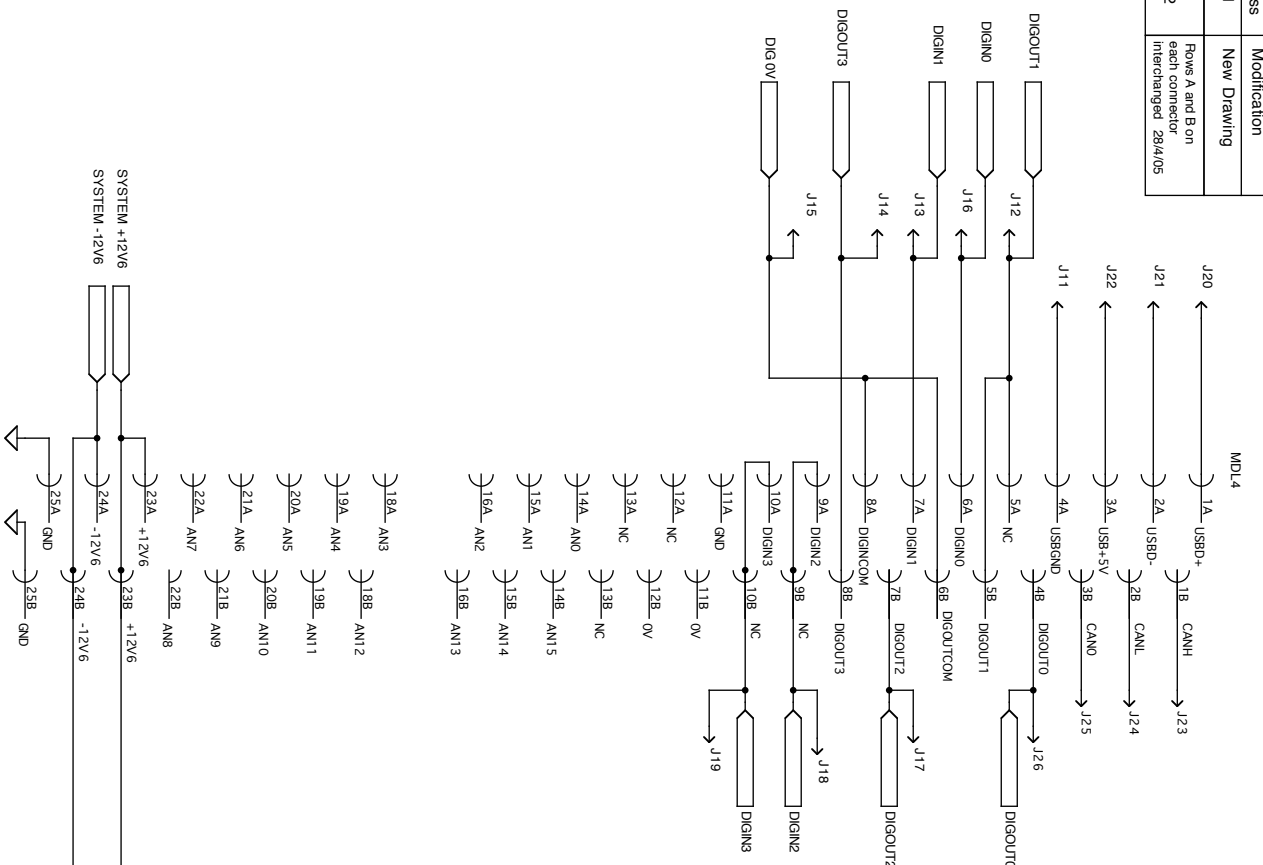 ss
Modification
New Drawing
2
Rows A and B on
each connector
interchanged 28/4/05
DIGOUT1
DIGIN0
DIGIN1
DIGOUT3
DIG 0V
J12
J16
J13
J14
J15
J20
J21
J22
J11
SYSTEM +12V6
SYSTEM -12V6
MDL4
1A USBD+
2A USBD-
3A USB+5V
4A USBGND
5A NC
6A DIGIN0
7A DIGIN1
8A DIGINCOM
9A DIGIN2
10A DIGIN3
11A GND
12A NC
13A NC
14A AN0
15A AN1
16A AN2
18A AN3
19A AN4
20A AN5
21A AN6
22A AN7
23A +12V6
24A -12V6
25A GND
1B CANH
2B CANL
3B CAN0
4B DIGOUT0
5B DIGOUT1
6B DIGOUTCOM
7B DIGOUT2
8B DIGOUT3
9B NC
10B NC
11B 0V
12B 0V
13B NC
14B AN15
15B AN14
16B AN13
18B AN12
19B AN11
20B AN10
21B AN9
22B AN8
23B +12V6
24B -12V6
25B GND
J23
J24
J25
J26
J17
J18
J19
DIGOUT0
DIGOUT2
DIGIN2
DIGIN3